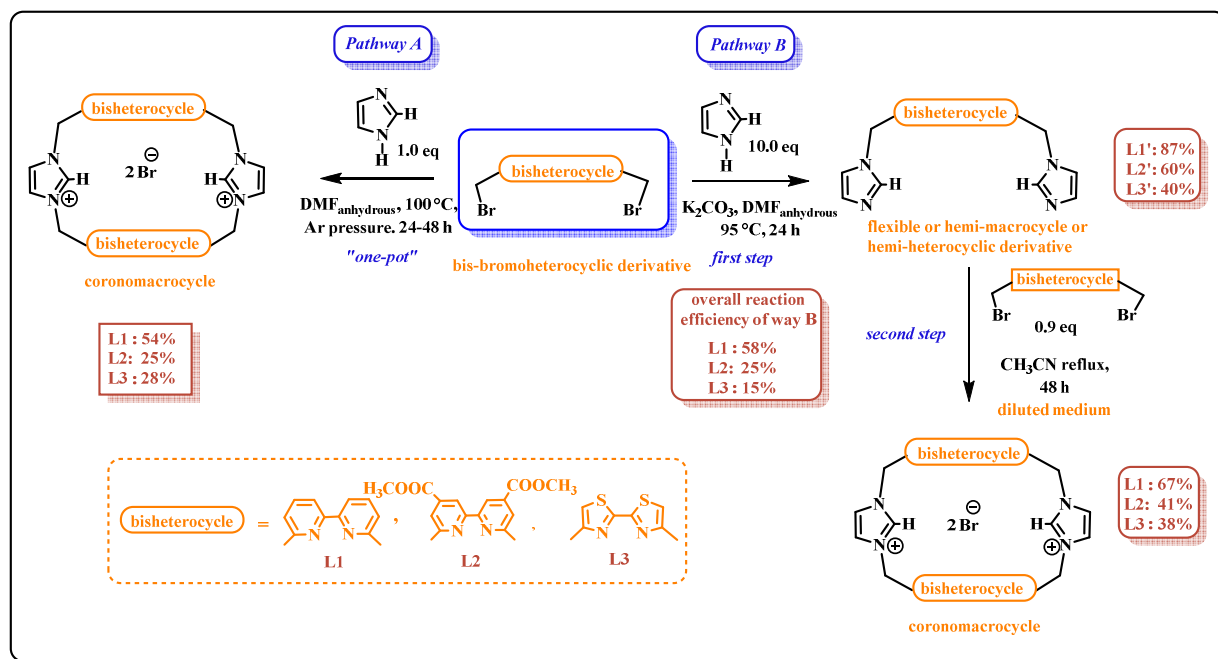 Pathway A
Pathway B
bisheterocycle
N
N
H
H
N
N
2 Br
bisheterocycle
coronomacrocycle
N
H
N
H
1.0 eq
DMFanhydrous, 100 °C,
Ar pressure. 24-48 h
"one-pot"
bisheterocycle
Br
Br
bis-bromoheterocyclic derivative
N
H
N
H
10.0 eq
K2CO3, DMFanhydrous
95 °C, 24 h
first step
bisheterocycle
N
N
H
H
N
N
flexible or hemi-macrocycle or
hemi-heterocyclic derivative
L1': 87%
L2': 60%
L3': 40%
L1 : 54%
L2: 25%
L3 : 28%
overall reaction
efficiency of way B
L1 : 58%
L2: 25%
L3 : 15%
second step
bisheterocycle
Br
Br
0.9 eq
CH3CN reflux,
48 h
diluted medium
bisheterocycle
=
N
N
L1
,
H3COOC
COOCH3
N
N
L2
,
S
S
N
N
L3
bisheterocycle
N
N
H
H
N
N
2 Br
bisheterocycle
coronomacrocycle
L1 : 67%
L2: 41%
L3 : 38%